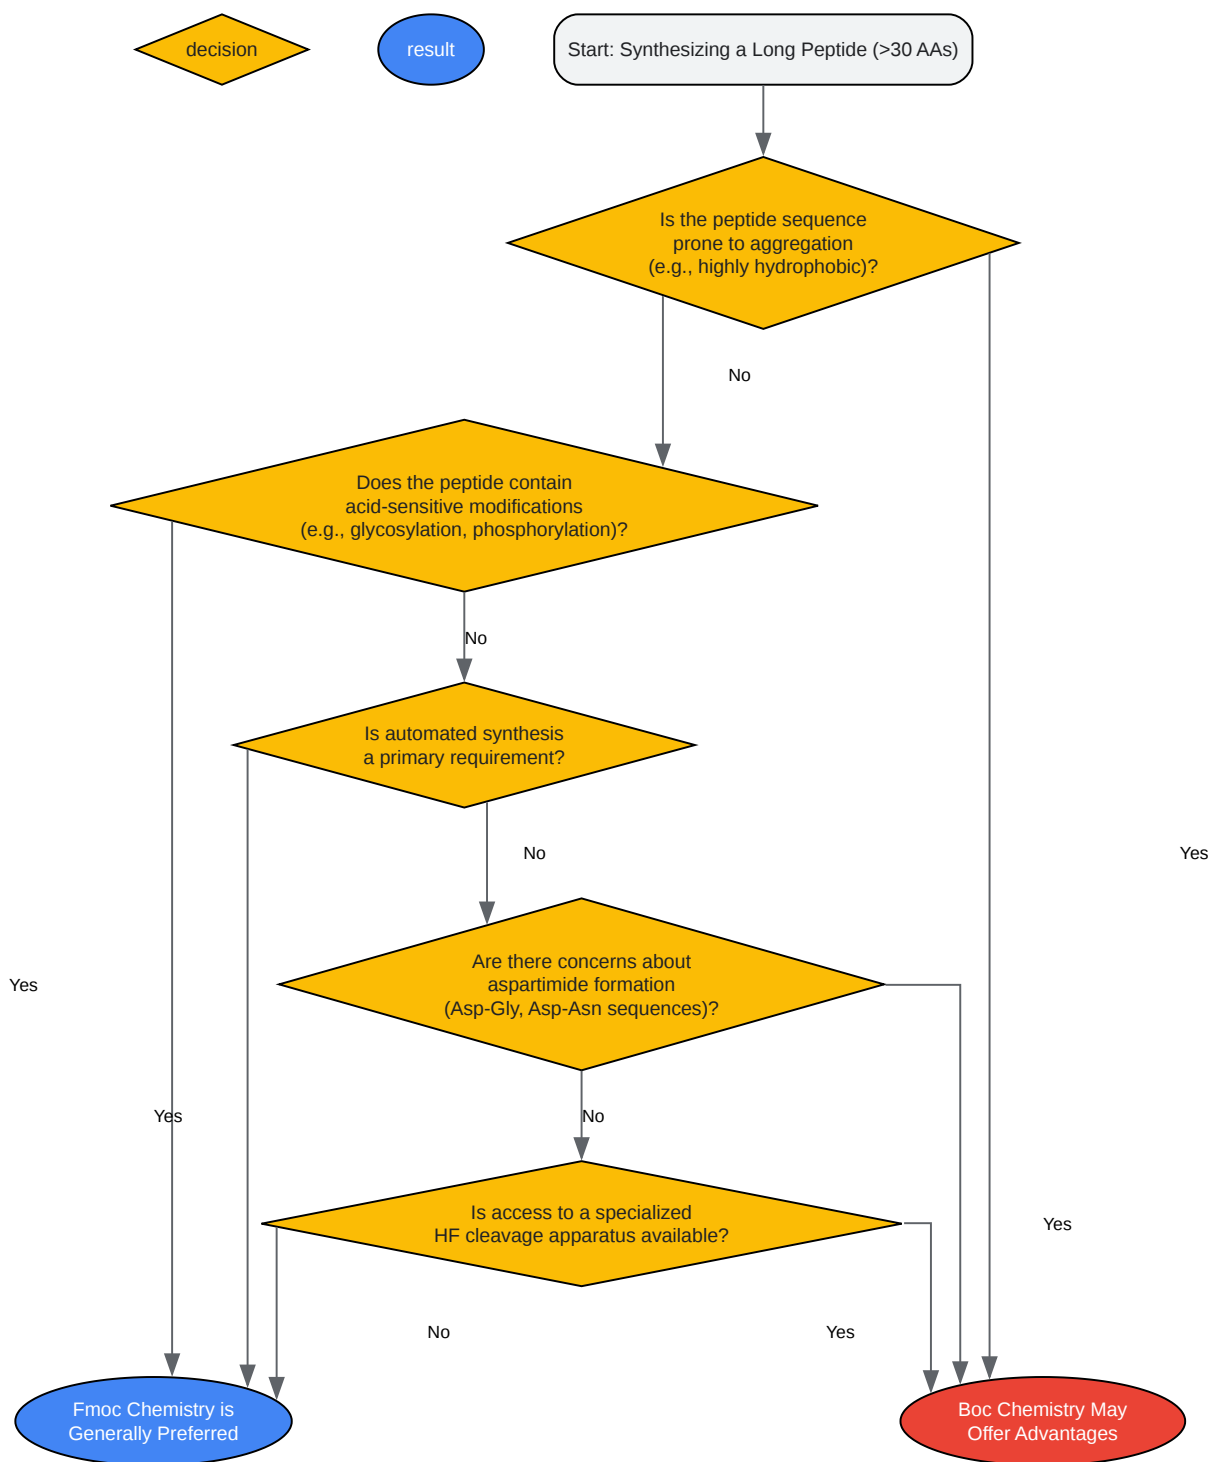 decision
result
Start: Synthesizing a Long Peptide (>30 AAs)
Is the peptide sequence
prone to aggregation
(e.g., highly hydrophobic)?
No
Does the peptide contain
acid-sensitive modifications
(e.g., glycosylation, phosphorylation)?
No
Is automated synthesis
a primary requirement?
No
Yes
Are there concerns about
aspartimide formation
(Asp-Gly, Asp-Asn sequences)?
Yes
Yes
No
Is access to a specialized
HF cleavage apparatus available?
Yes
No
Yes
Fmoc Chemistry is
Generally Preferred
Boc Chemistry May
Offer Advantages